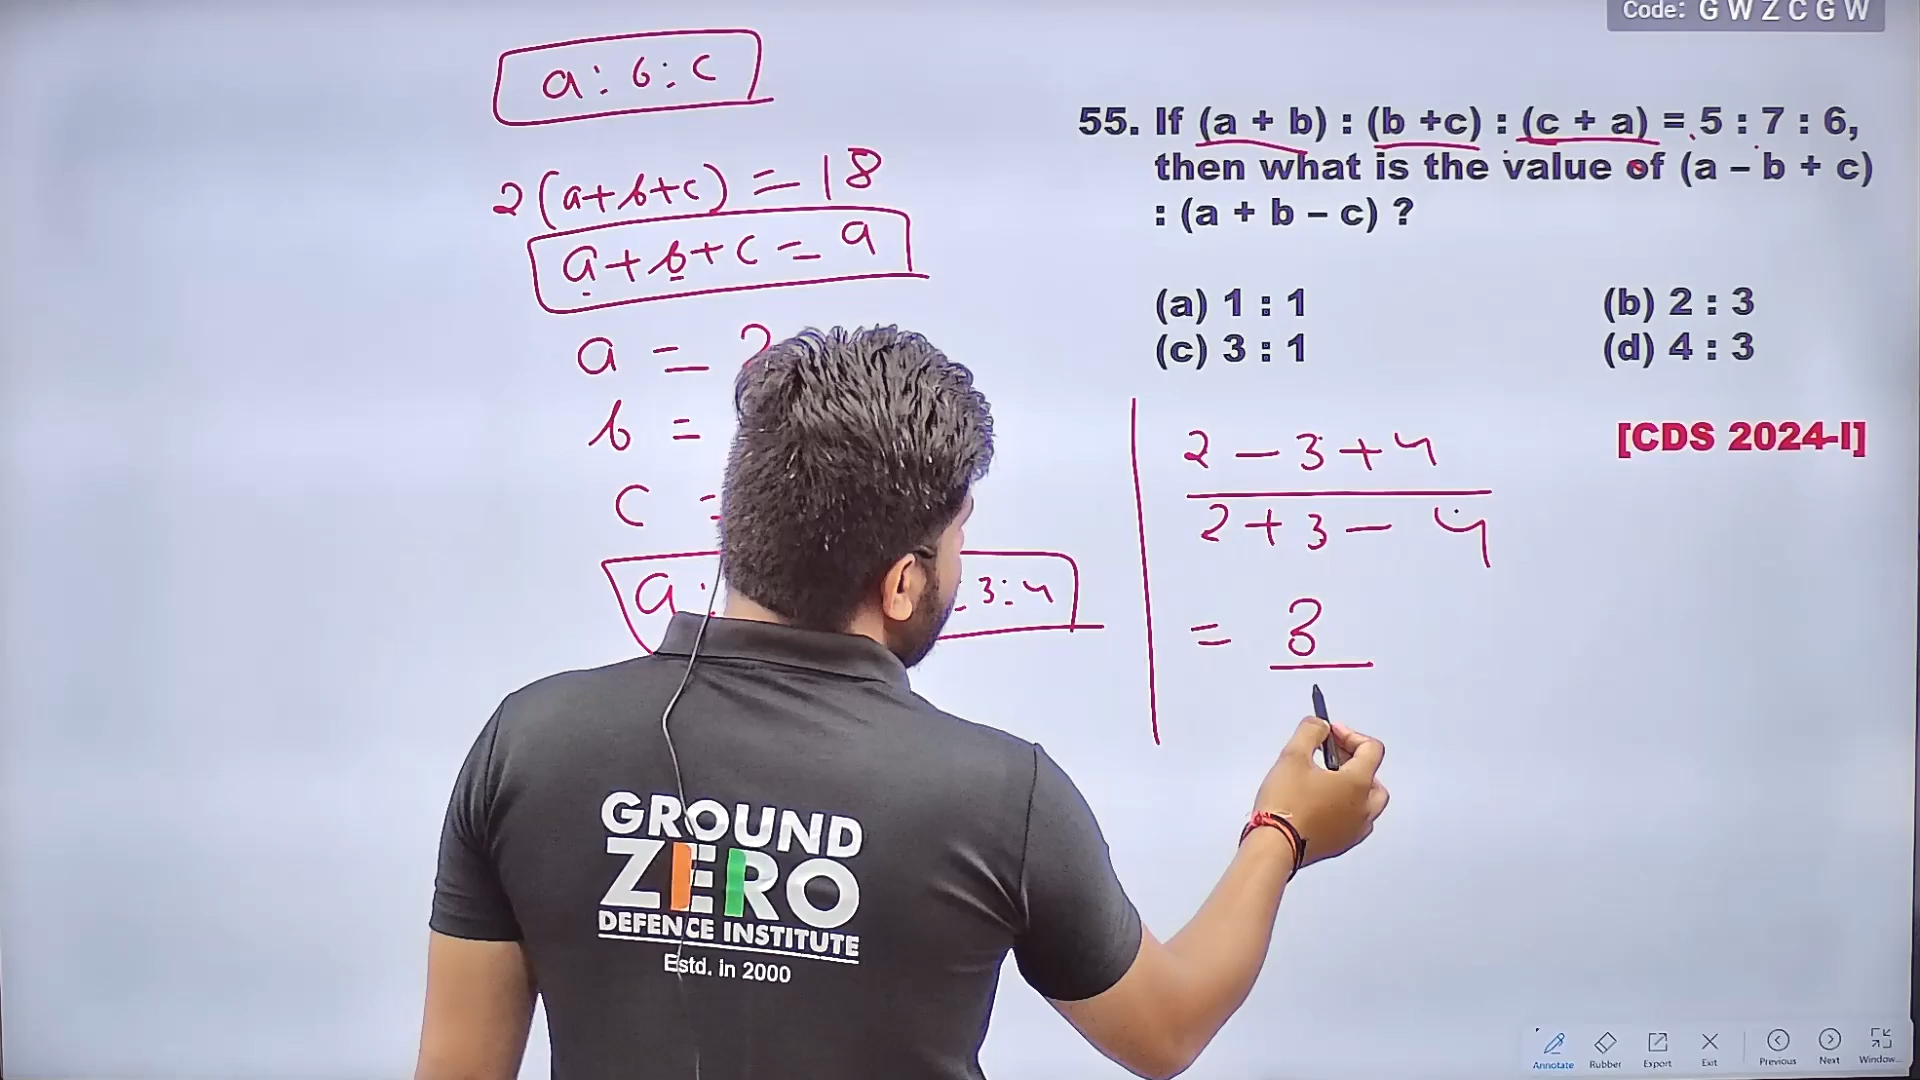 Code: G W Z C G W
a : b : c
2(a+b+c) = 18
a+b+c = 9
a = 2
b =
c =
a : 3 : 4
55. If (a + b) : (b +c) : (c + a) = 5 : 7 : 6,
then what is the value of (a – b + c)
: (a + b – c) ?
(a) 1 : 1 (b) 2 : 3
(c) 3 : 1 (d) 4 : 3
[CDS 2024-I]
2 – 3 + 4
2 + 3 – 4
= 3
GROUND
ZERO
DEFENCE INSTITUTE
Estd. in 2000
Annotate Rubber Export Exit Previous Next Window...